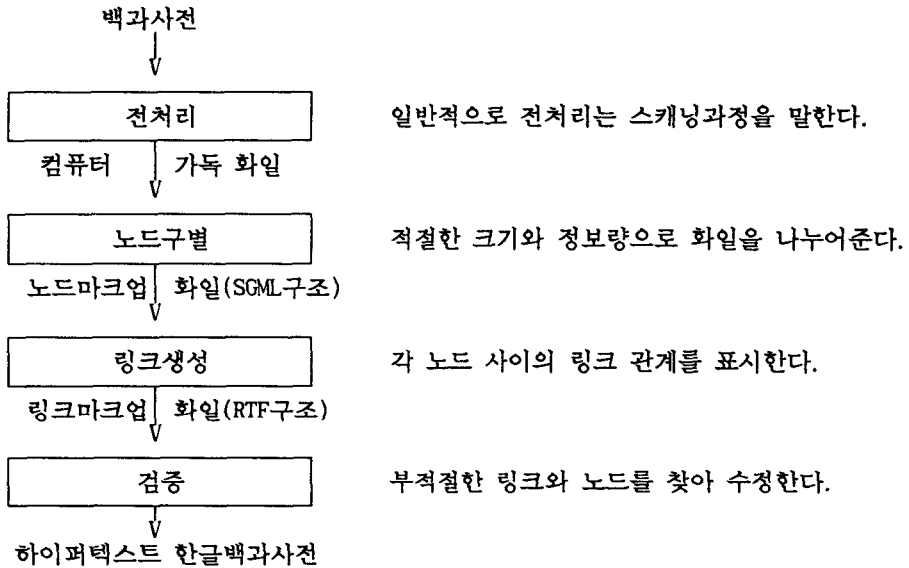 백과사전
전처리 일반적으로 전처리는 스캐닝과정을 말한다.
컴퓨터 가독 화일
노드구별 적절한 크기와 정보량으로 화일을 나누어준다.
노드마크업 화일(SGML구조)
링크생성 각 노드 사이의 링크 관계를 표시한다.
링크마크업 화일(RTF구조)
검증 부적절한 링크와 노드를 찾아 수정한다.
하이퍼텍스트 한글백과사전